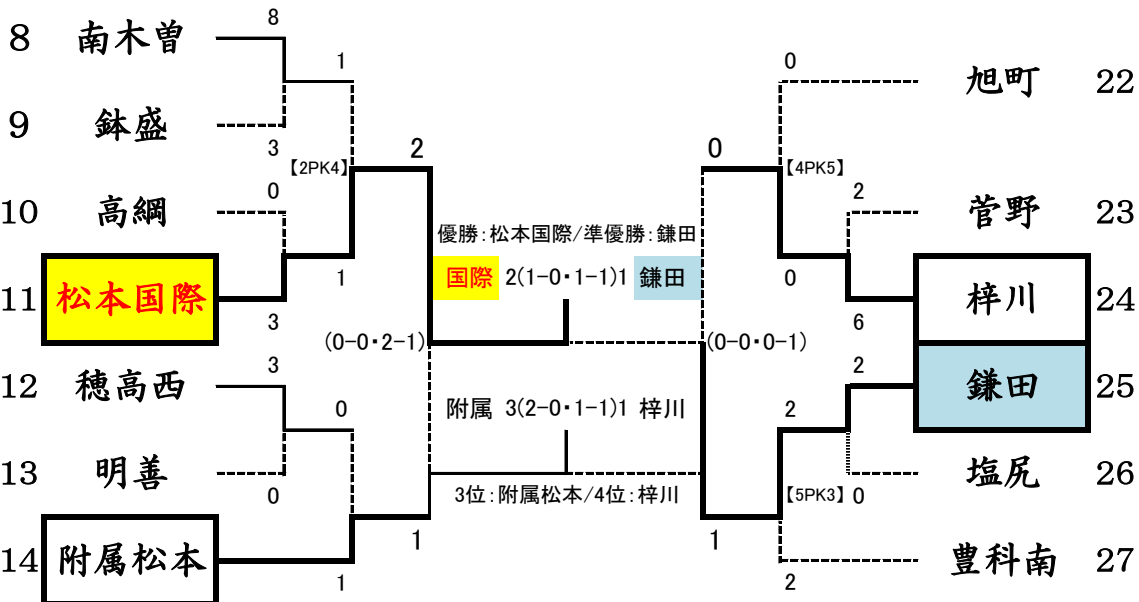 8 南木曽 8
1
9 鉢盛 3
【2PK4】
2
10 高綱 0
11 松本国際 3
1
(0-0・2-1)
12 穂高西 3
0
13 明善 0
14 附属松本 1
1
優勝：松本国際/準優勝：鎌田
国際 2(1-0・1-1)1 鎌田
附属 3(2-0・1-1)1 梓川
3位：附属松本/4位：梓川
0 旭町 22
0
【4PK5】
2 菅野 23
0
6 梓川 24
(0-0・0-1)
2 鎌田 25
2
0 塩尻 26
【5PK3】
1
2 豊科南 27